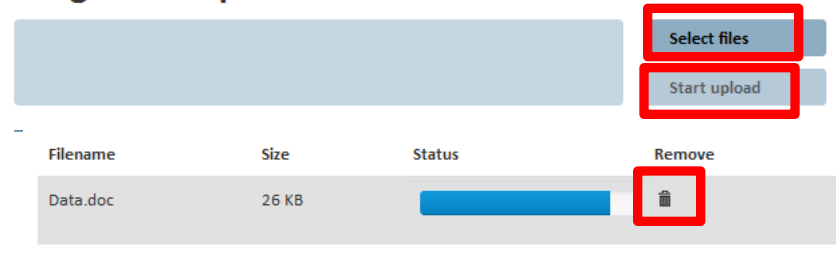 Select files
Start upload
Filename Size Status Remove
Data.doc 26 KB